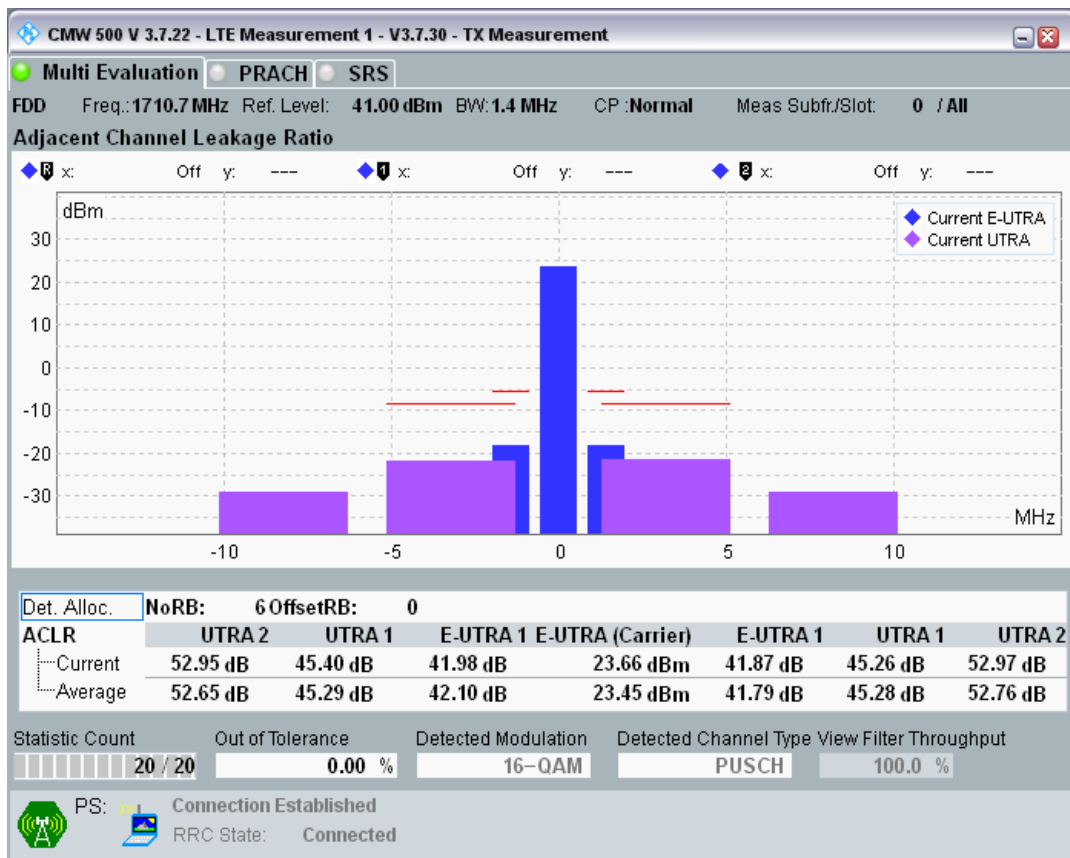 CMW 500 V 3.7.22 - LTE Measurement 1 - V3.7.30 - TX Measurement
Multi Evaluation PRACH SRS
FDD Freq.: 1710.7 MHz Ref. Level: 41.00 dBm BW: 1.4 MHz CP :Normal Meas Subfr./Slot: 0 / All
Adjacent Channel Leakage Ratio
R x: Off y: --- 1 x: Off y: --- 2 x: Off y: ---
dBm
Current E-UTRA
Current UTRA
30
20
10
0
-10
-20
-30
MHz
-10 -5 0 5 10
Det. Alloc. NoRB: 6 OffsetRB: 0
ACLR UTRA 2 UTRA 1 E-UTRA 1 E-UTRA (Carrier) E-UTRA 1 UTRA 1 UTRA 2
Current 52.95 dB 45.40 dB 41.98 dB 23.66 dBm 41.87 dB 45.26 dB 52.97 dB
Average 52.65 dB 45.29 dB 42.10 dB 23.45 dBm 41.79 dB 45.28 dB 52.76 dB
Statistic Count Out of Tolerance Detected Modulation Detected Channel Type View Filter Throughput
20 / 20 0.00 % 16-QAM PUSCH 100.0 %
PS: Connection Established
RRC State: Connected